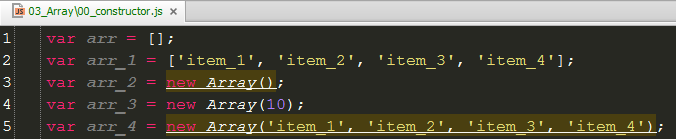 03_Array\00_constructor.js ×
1 var arr = [];
2 var arr_1 = ['item_1', 'item_2', 'item_3', 'item_4'];
3 var arr_2 = new Array();
4 var arr_3 = new Array(10);
5 var arr_4 = new Array('item_1', 'item_2', 'item_3', 'item_4');